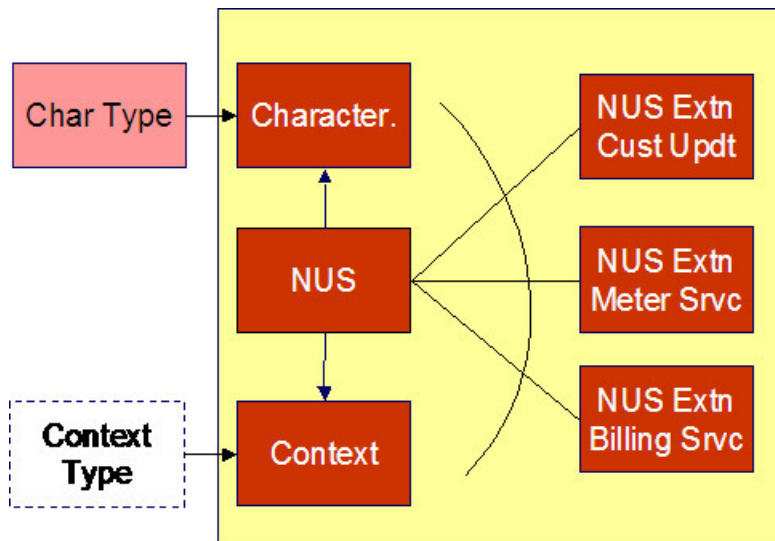 Char Type
Character.
NUS Extn
Cust Updt
NUS
NUS Extn
Meter Srvc
Context
Type
Context
NUS Extn
Billing Srvc